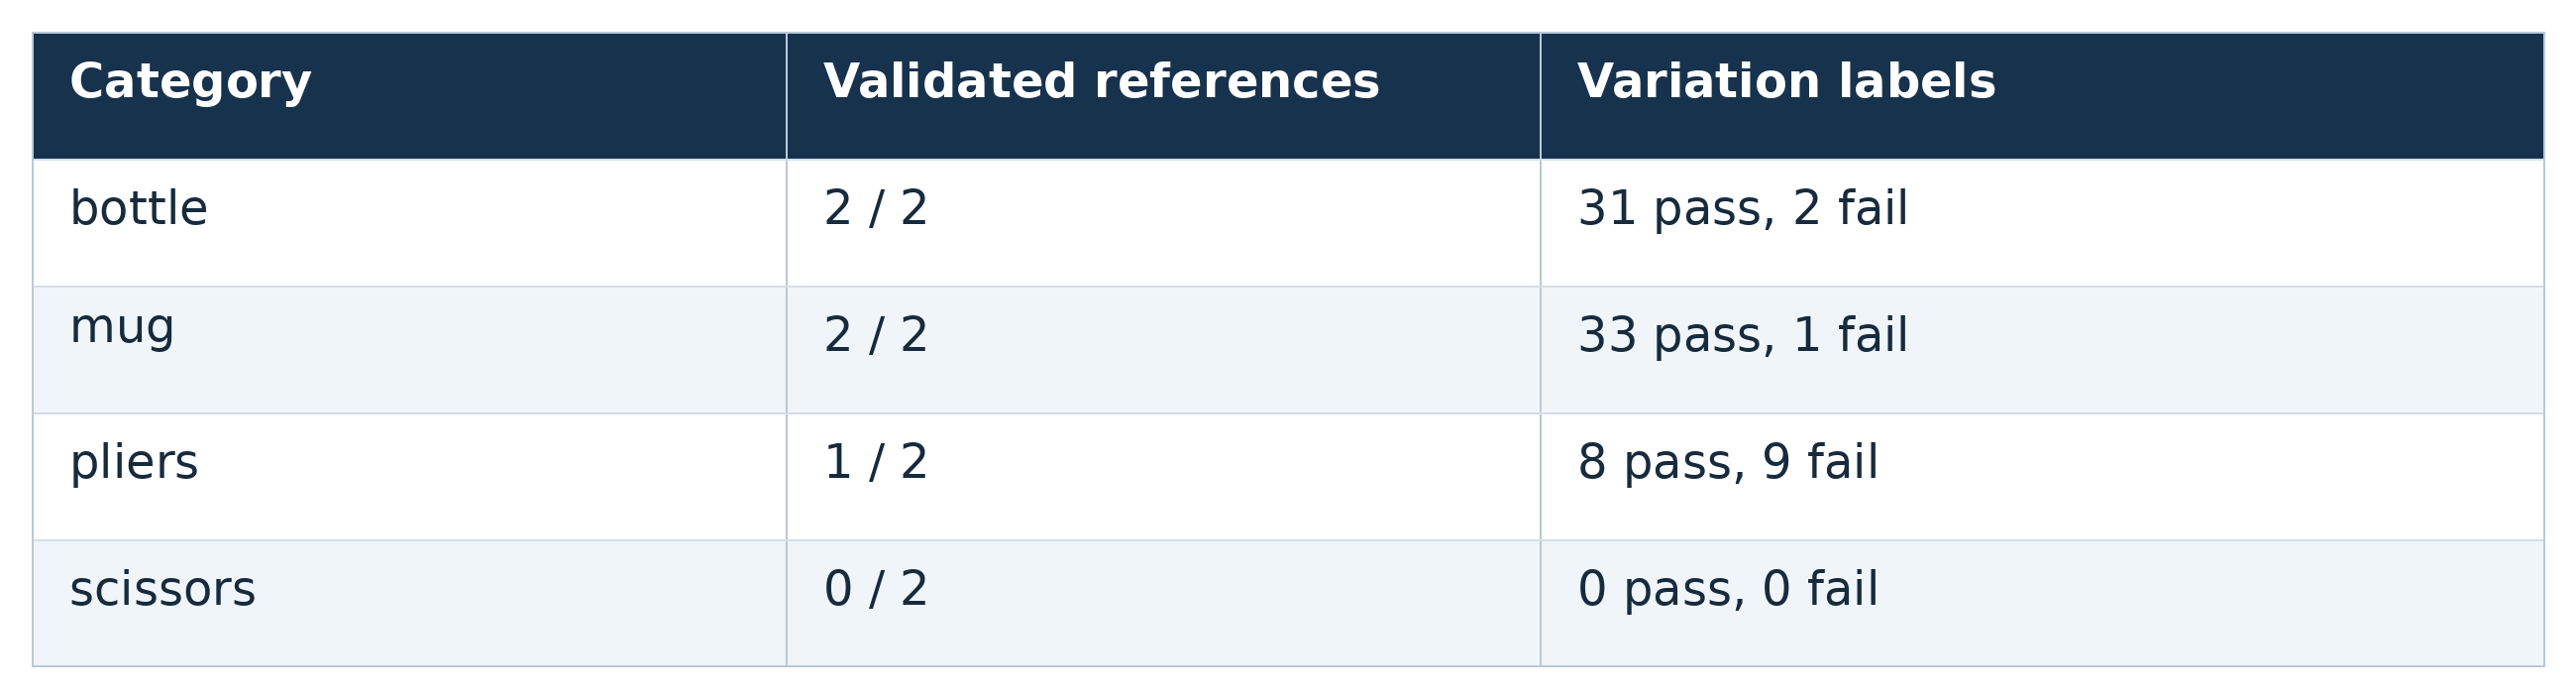 Category Validated references Variation labels
bottle 2 / 2 31 pass, 2 fail
mug 2 / 2 33 pass, 1 fail
pliers 1 / 2 8 pass, 9 fail
scissors 0 / 2 0 pass, 0 fail